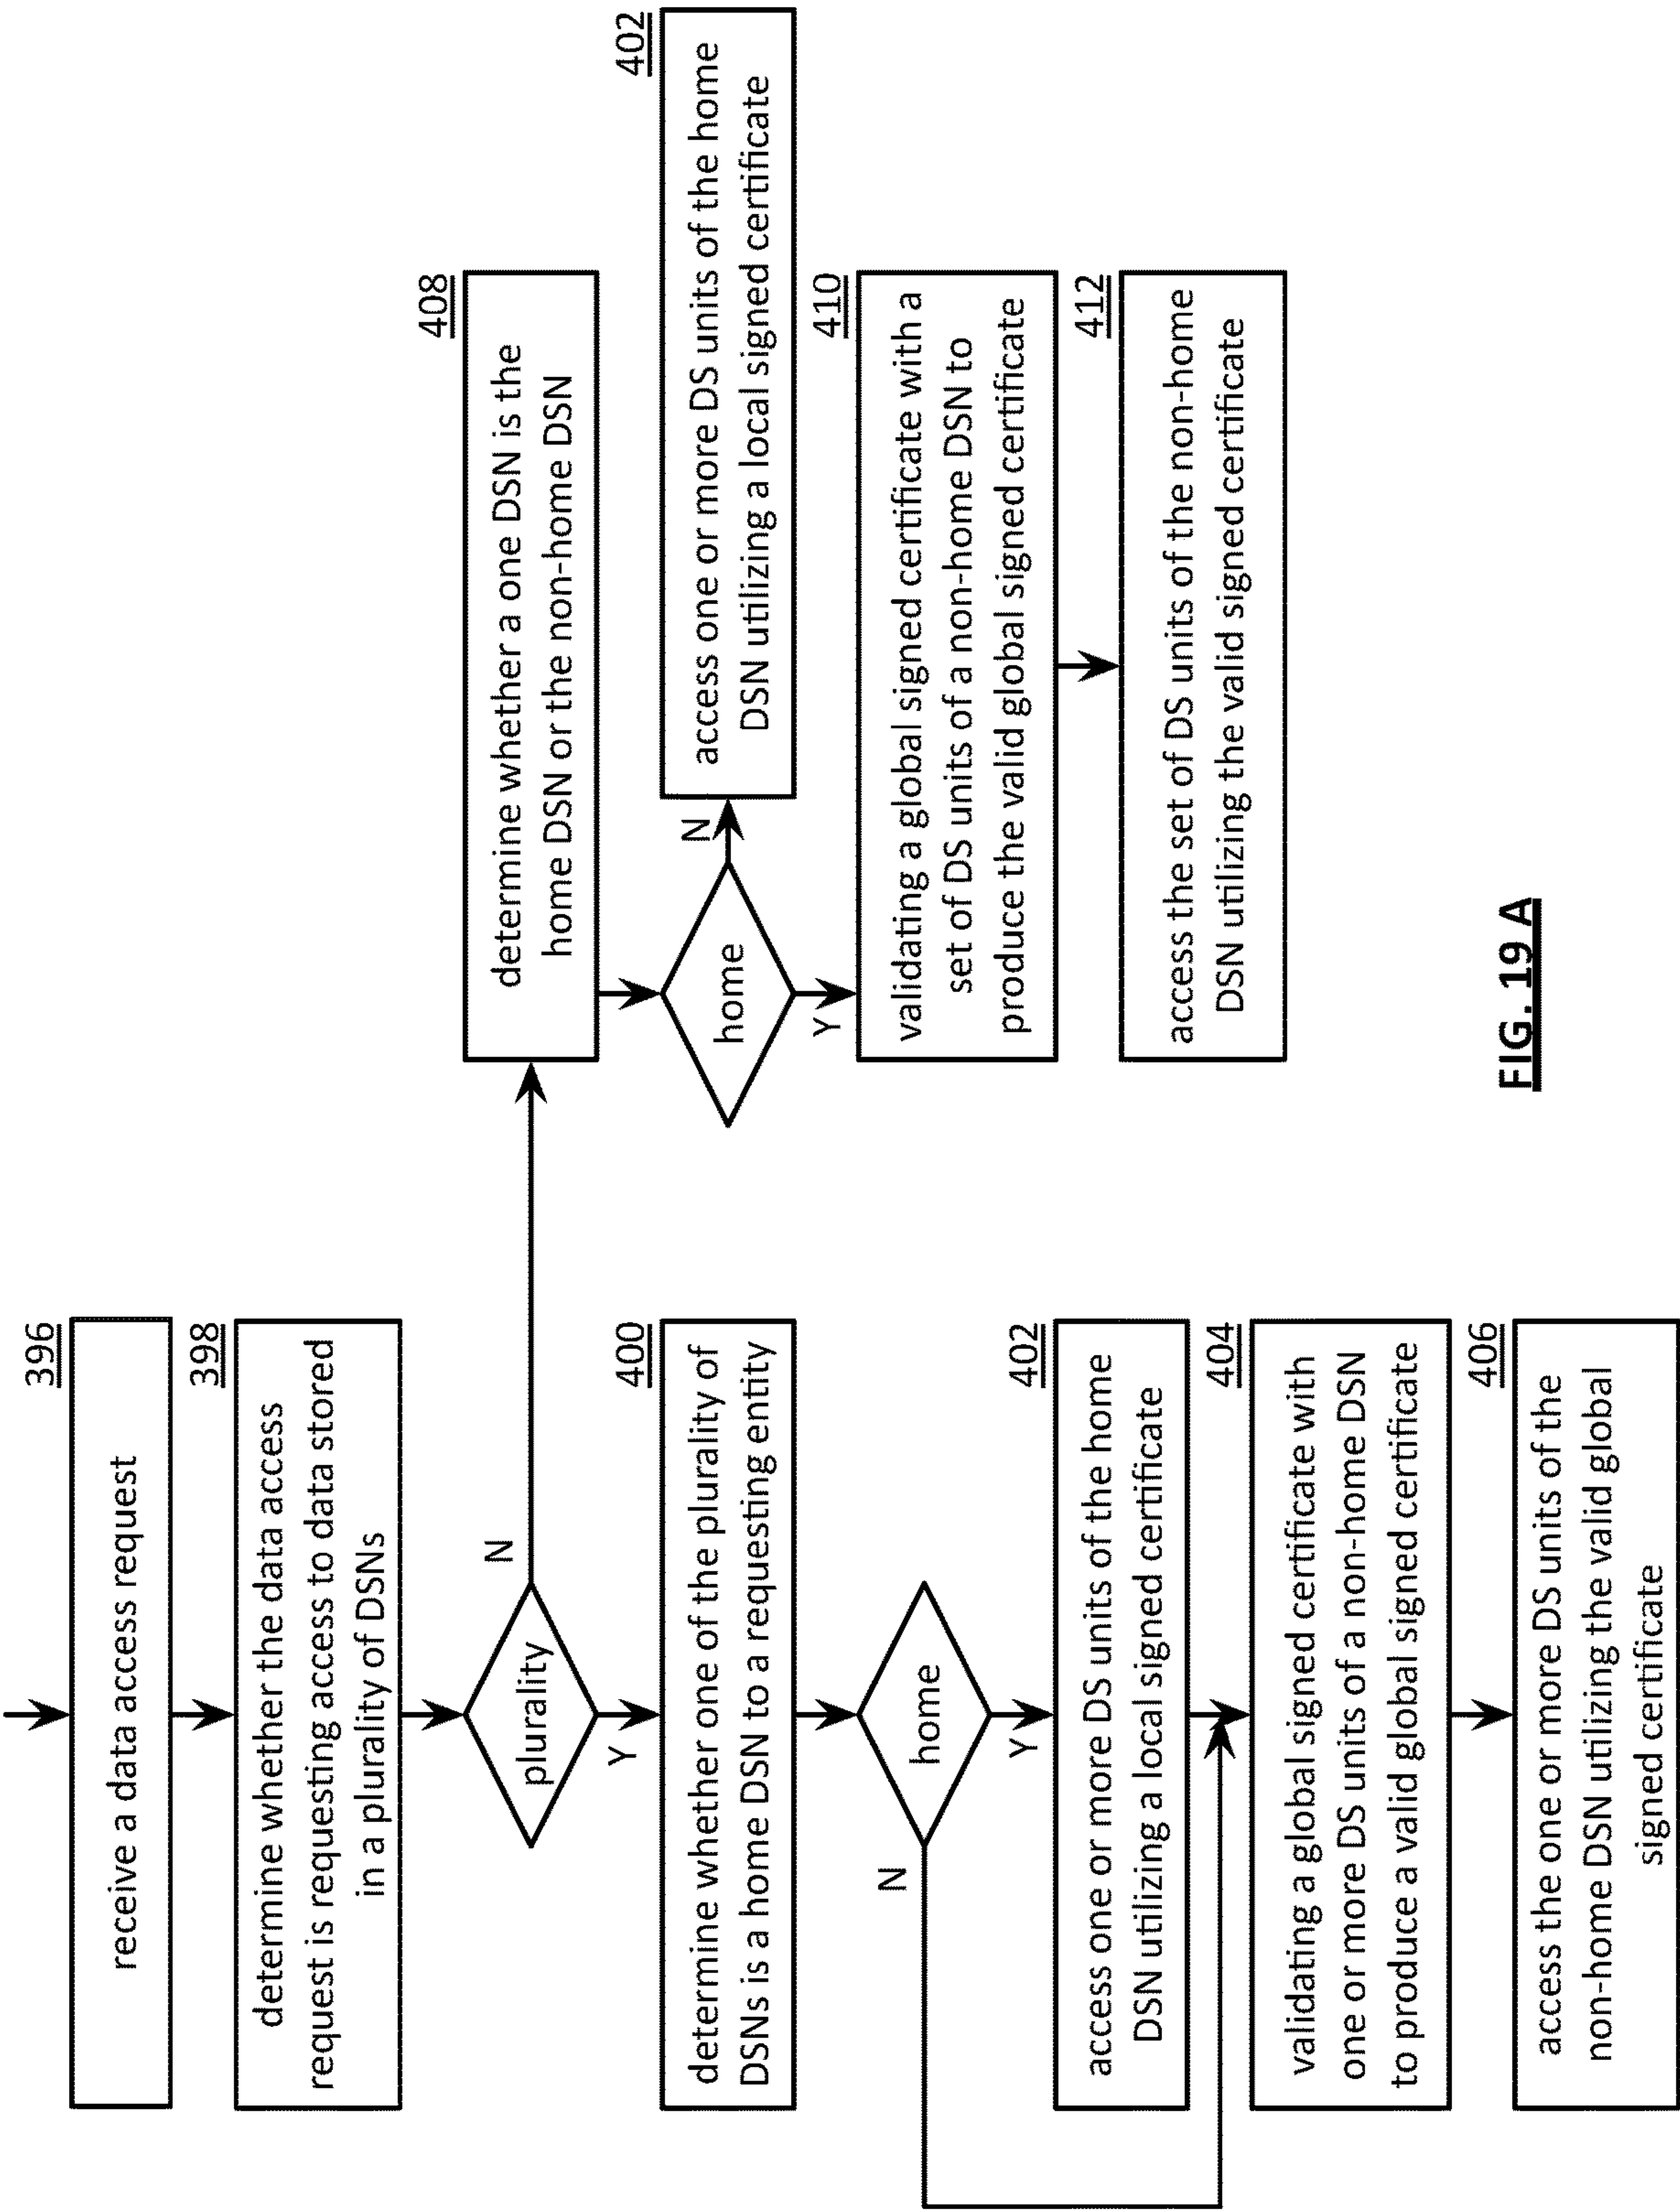 396
receive a data access request
398
determine whether the data access
request is requesting access to data stored
in a plurality of DSNs
plurality
N
Y
400
determine whether one of the plurality of
DSNs is a home DSN to a requesting entity
home
N
Y
402
access one or more DS units of the home
DSN utilizing a local signed certificate
404
validating a global signed certificate with
one or more DS units of a non-home DSN
to produce a valid global signed certificate
406
access the one or more DS units of the
non-home DSN utilizing the valid global
signed certificate
408
determine whether a one DSN is the
home DSN or the non-home DSN
home
N
Y
402
access one or more DS units of the home
DSN utilizing a local signed certificate
410
validating a global signed certificate with a
set of DS units of a non-home DSN to
produce the valid global signed certificate
412
access the set of DS units of the non-home
DSN utilizing the valid signed certificate
FIG. 19 A